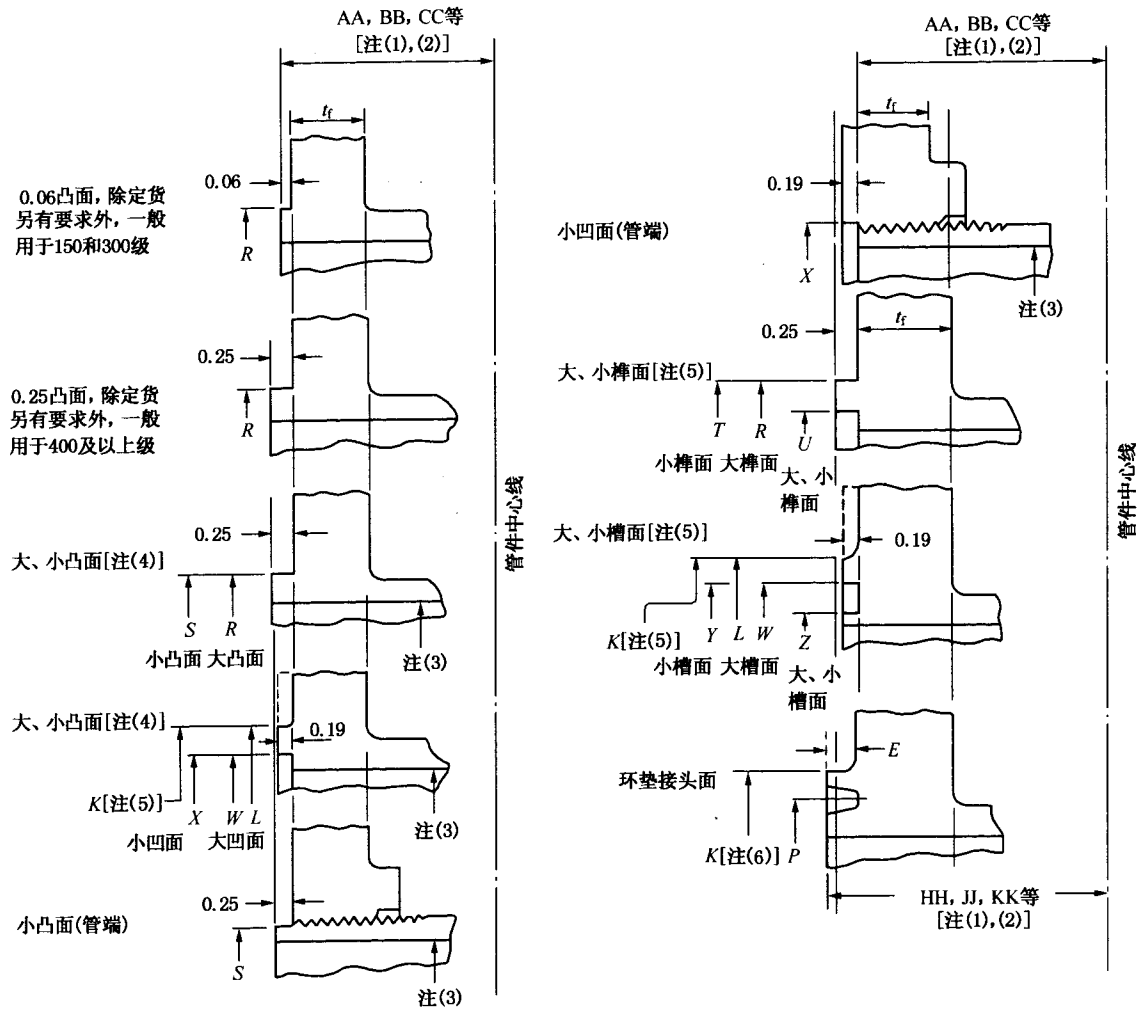 AA, BB, CC等
[注(1),(2)]
t_f
0.06
0.06凸面,除定货
另有要求外,一般
用于150和300级
R
0.25
0.25凸面,除定货
另有要求外,一般
用于400及以上级
R
0.25
大、小凸面[注(4)]
S R
小凸面 大凸面
注(3)
大、小凸面[注(4)]
0.19
K[注(5)] X W L
小凹面 大凹面
注(3)
0.25
小凸面(管端)
S
注(3)
管件中心线
AA, BB, CC等
[注(1),(2)]
t_f
0.19
小凹面(管端)
X
注(3)
0.25
t_f
大、小榫面[注(5)]
T R U
小榫面 大榫面 大、小
榫面
大、小槽面[注(5)]
0.19
K[注(5)] Y L W Z
小槽面 大槽面 大、小
槽面
E
环垫接头面
K[注(6)] P
HH, JJ, KK等
[注(1),(2)]
管件中心线